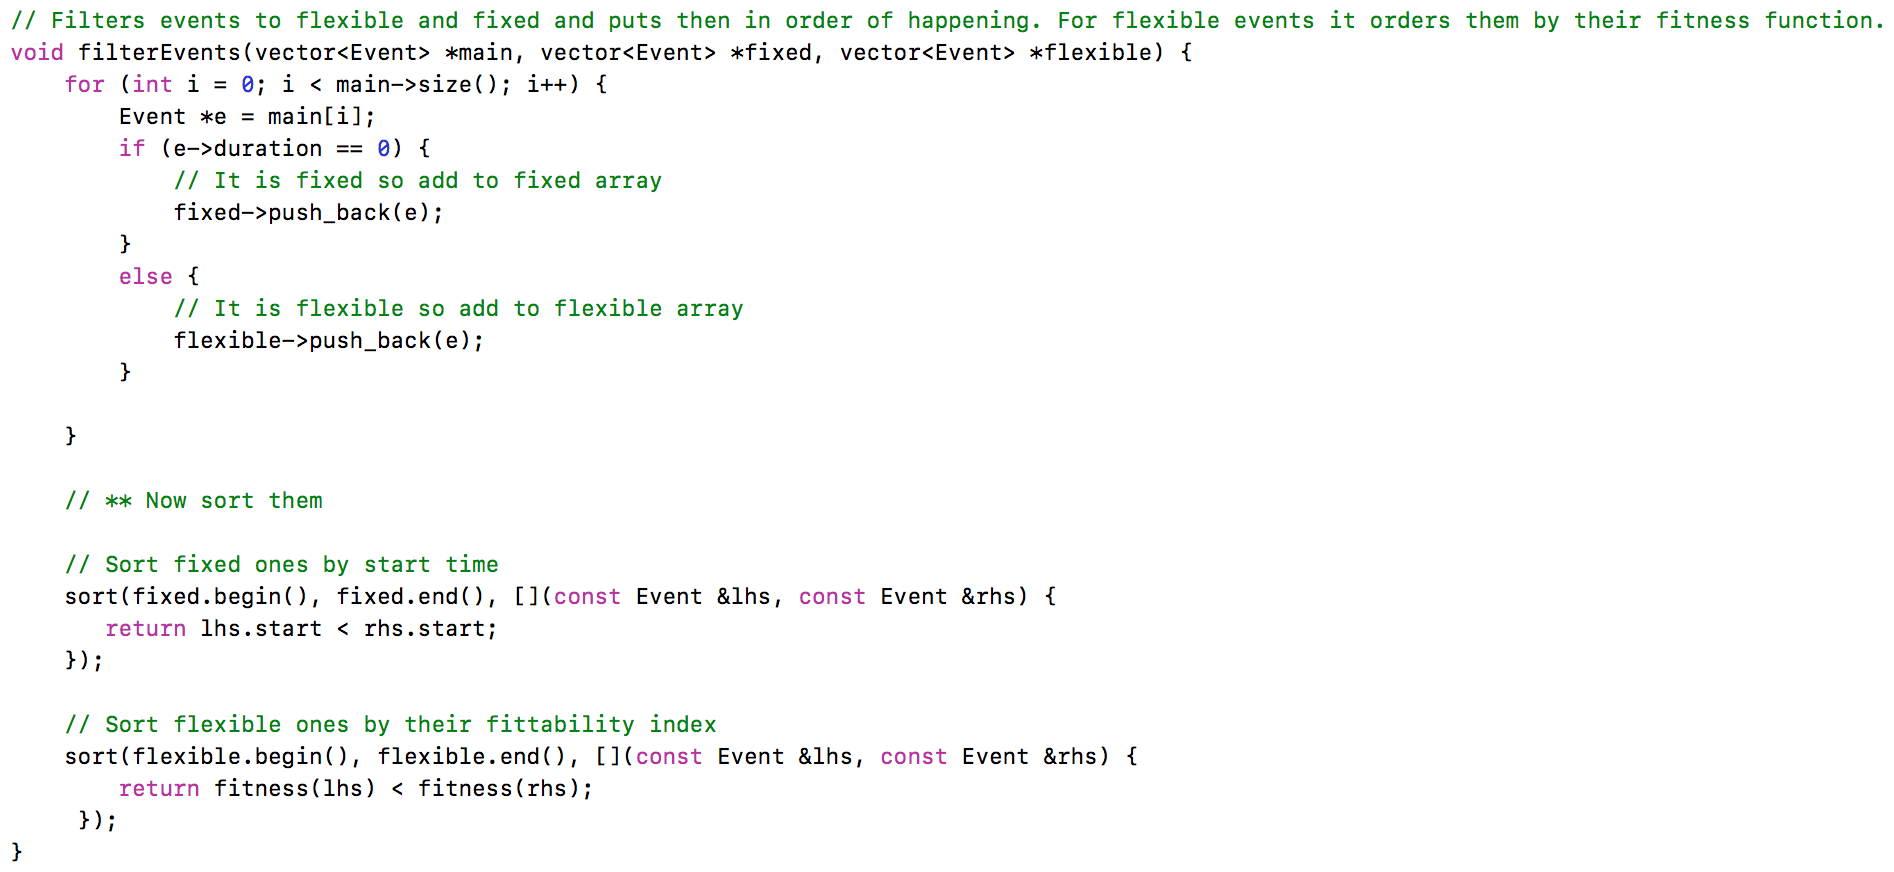 // Filters events to flexible and fixed and puts then in order of happening. For flexible events it orders them by their fitness function.
void filterEvents(vector<Event> *main, vector<Event> *fixed, vector<Event> *flexible) {
    for (int i = 0; i < main->size(); i++) {
        Event *e = main[i];
        if (e->duration == 0) {
            // It is fixed so add to fixed array
            fixed->push_back(e);
        }
        else {
            // It is flexible so add to flexible array
            flexible->push_back(e);
        }

    }

    // ** Now sort them

    // Sort fixed ones by start time
    sort(fixed.begin(), fixed.end(), [](const Event &lhs, const Event &rhs) {
       return lhs.start < rhs.start;
    });

    // Sort flexible ones by their fittability index
    sort(flexible.begin(), flexible.end(), [](const Event &lhs, const Event &rhs) {
        return fitness(lhs) < fitness(rhs);
     });
}